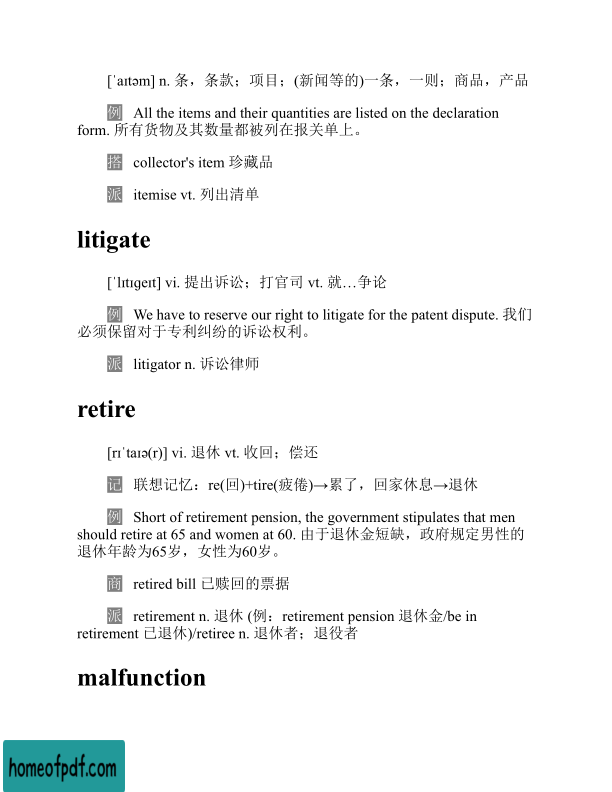 [ˈaɪtəm] n. 条，条款；项目；(新闻等的)一条，一则；商品，产品
例 All the items and their quantities are listed on the declaration
form. 所有货物及其数量都被列在报关单上。
搭 collector's item 珍藏品
派 itemise vt. 列出清单
litigate
[ˈlɪtɪɡeɪt] vi. 提出诉讼；打官司 vt. 就…争论
例 We have to reserve our right to litigate for the patent dispute. 我们
必须保留对于专利纠纷的诉讼权利。
派 litigator n. 诉讼律师
retire
[rɪˈtaɪə(r)] vi. 退休 vt. 收回；偿还
记 联想记忆：re(回)+tire(疲倦)→累了，回家休息→退休
例 Short of retirement pension, the government stipulates that men
should retire at 65 and women at 60. 由于退休金短缺，政府规定男性的
退休年龄为65岁，女性为60岁。
商 retired bill 已赎回的票据
派 retirement n. 退休 (例：retirement pension 退休金/be in
retirement 已退休)/retiree n. 退休者；退役者
malfunction
homeofpdf.com